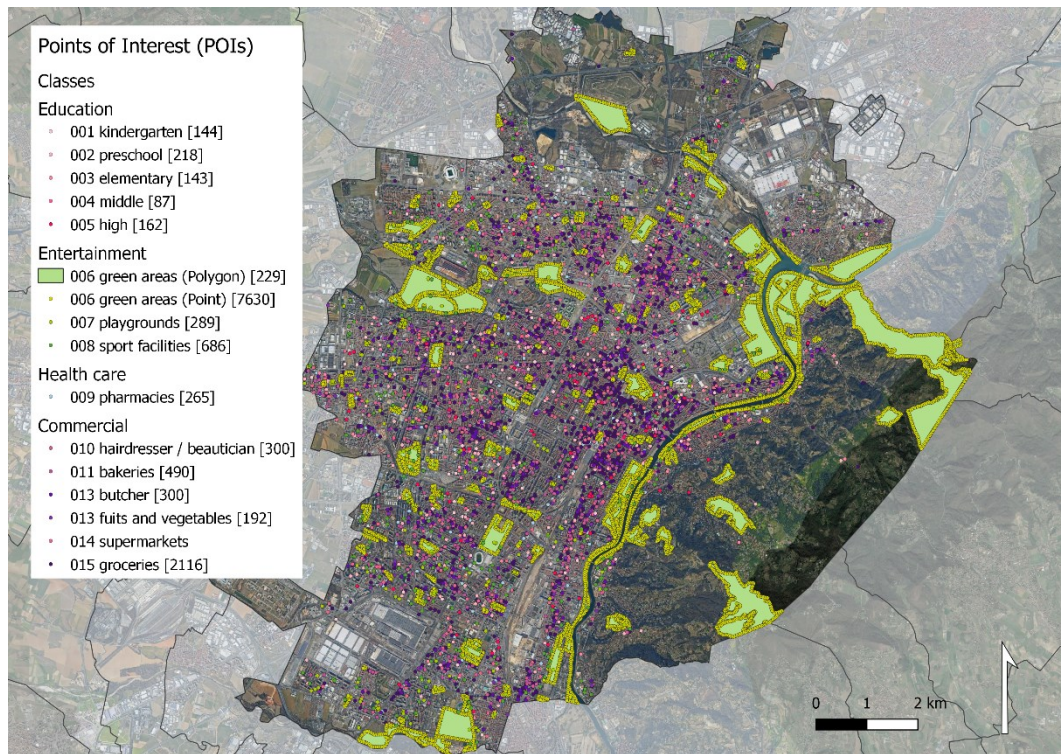 Points of Interest (POIs)
Classes
Education
001 kindergarten [144]
002 preschool [218]
003 elementary [143]
004 middle [87]
005 high [162]
Entertainment
006 green areas (Polygon) [229]
006 green areas (Point) [7630]
007 playgrounds [289]
008 sport facilities [686]
Health care
009 pharmacies [265]
Commercial
010 hairdresser / beautician [300]
011 bakeries [490]
013 butcher [300]
013 fuits and vegetables [192]
014 supermarkets
015 groceries [2116]
0 1 2 km